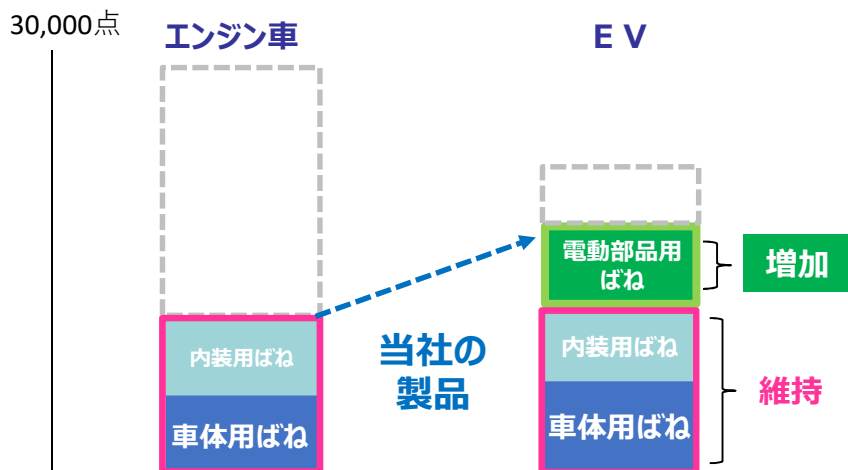 30,000点
エンジン車
ＥＶ
電動部品用
ばね
増加
内装用ばね
当社の
製品
内装用ばね
維持
車体用ばね
車体用ばね